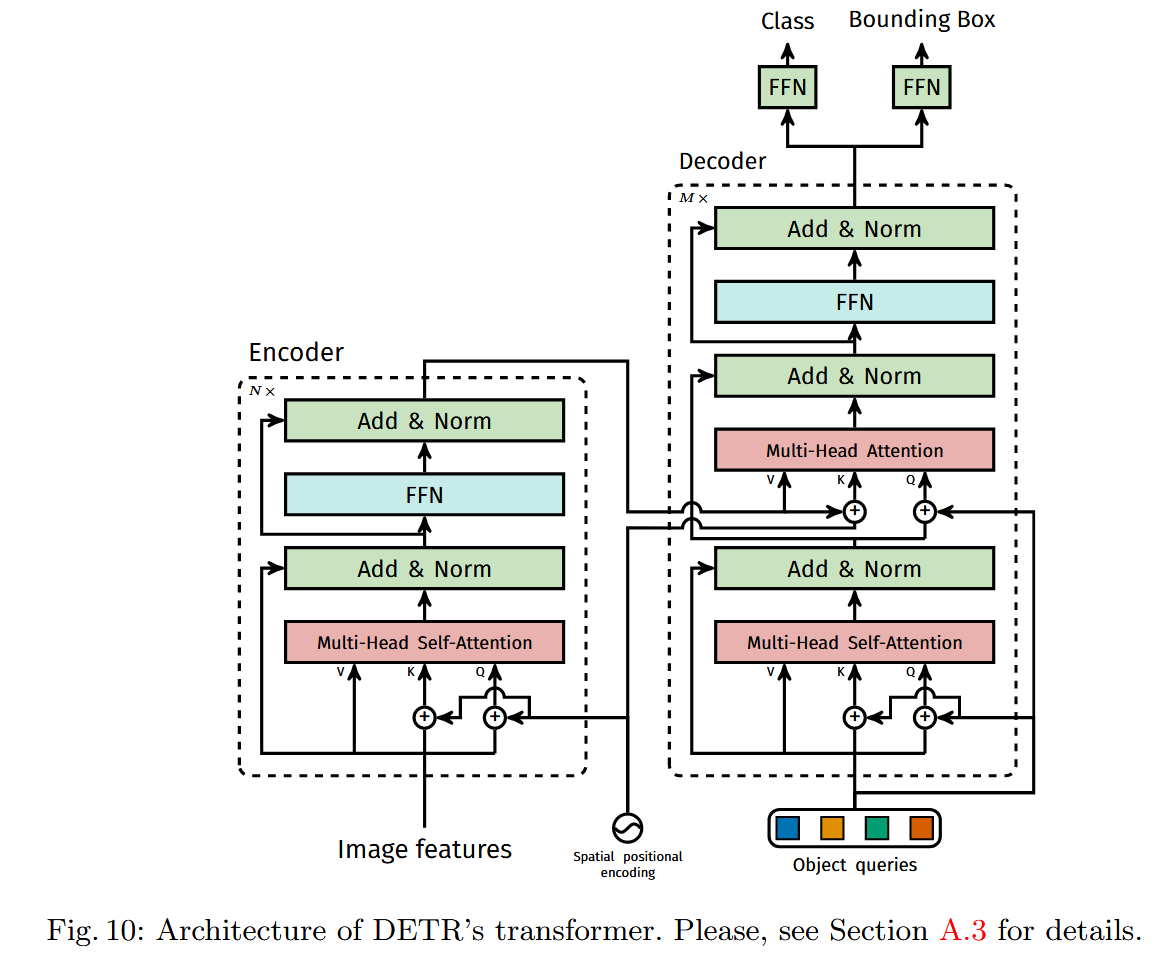 Class
Bounding Box
FFN
FFN
Decoder
M ×
Add & Norm
FFN
Add & Norm
Multi-Head Attention
V
K
Q
+
+
Add & Norm
Multi-Head Self-Attention
V
K
Q
+
+
Object queries
Encoder
N ×
Add & Norm
FFN
Add & Norm
Multi-Head Self-Attention
V
K
Q
+
+
Image features
Spatial positional
encoding
Fig. 10: Architecture of DETR's transformer. Please, see Section A.3 for details.